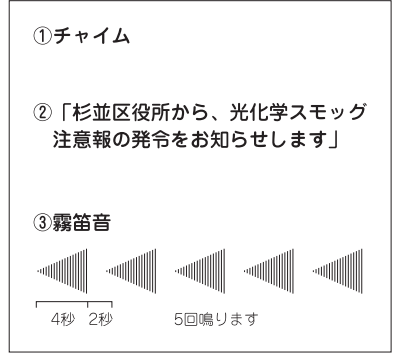 ①チャイム
②「杉並区役所から、光化学スモッグ
注意報の発令をお知らせします」
③霧笛音
4秒 2秒 5回鳴ります